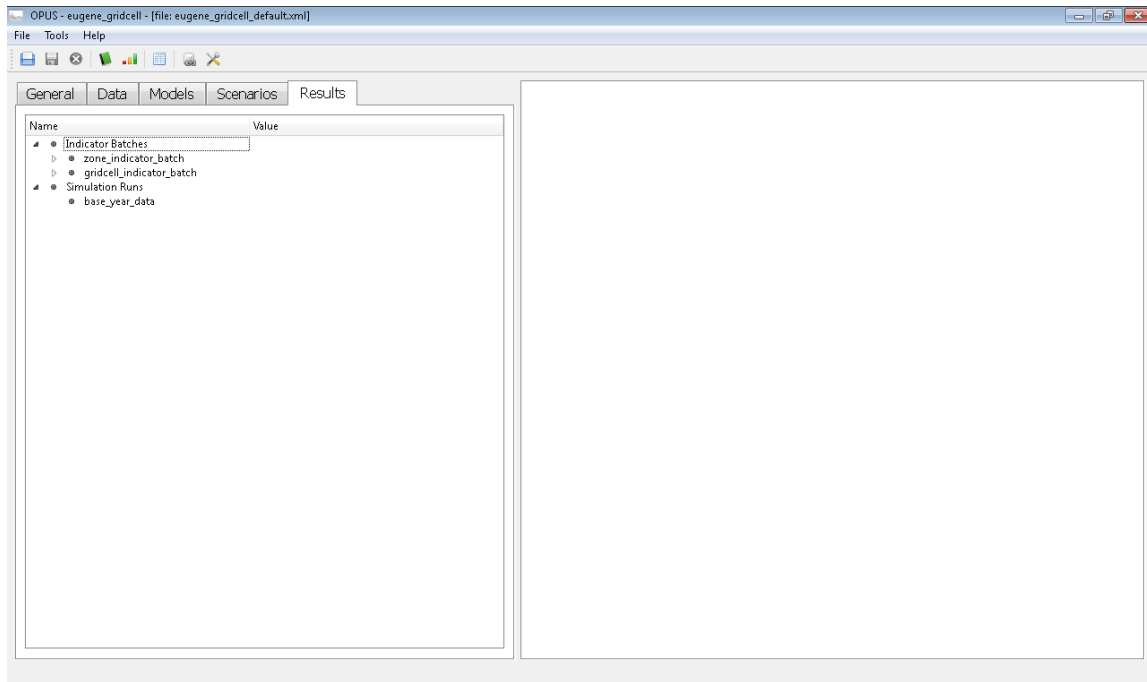 OPUS - eugene_gridcell - [file: eugene_gridcell_default.xml]
File Tools Help
General Data Models Scenarios Results
Name Value
Indicator Batches
zone_indicator_batch
gridcell_indicator_batch
Simulation Runs
base_year_data